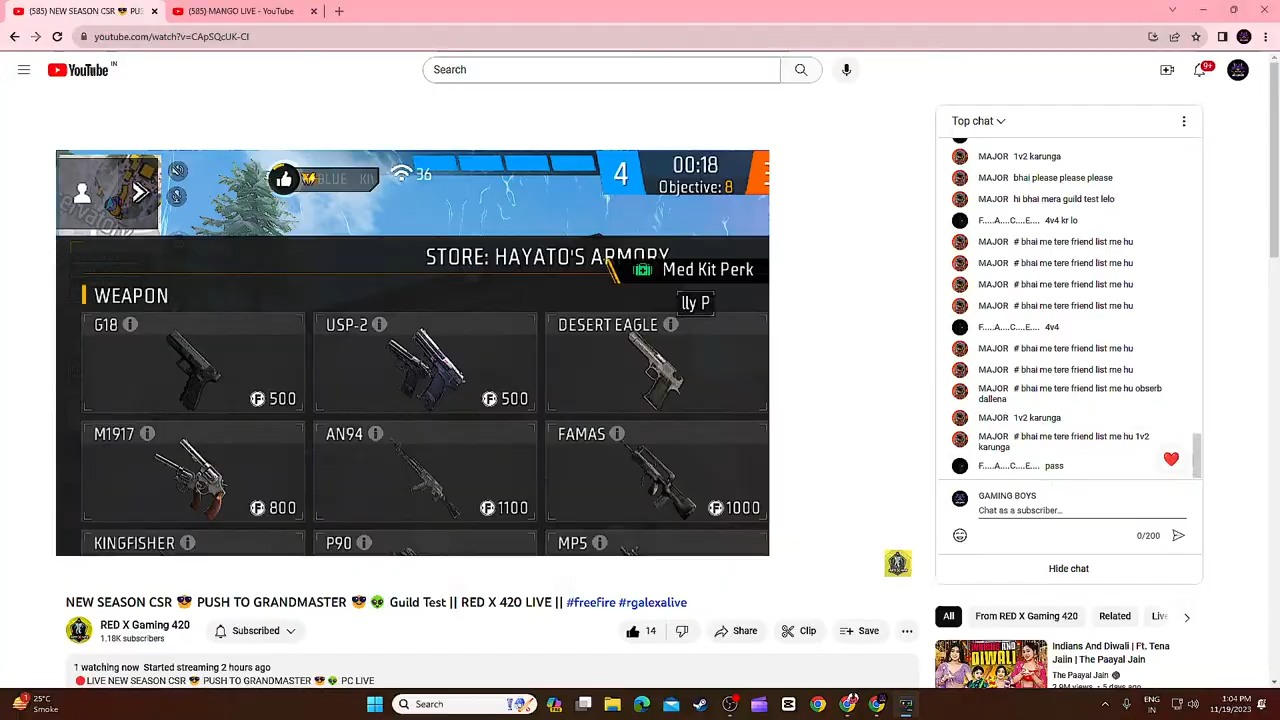 (585) NEW SEASON CSR 😎 PUS
(585) MANGO LIVE - YouTube
youtube.com/watch?v=CApSQcUK-CI
YouTube IN
Search
9+
36
4
00:18
Objective: 8
STORE: HAYATO'S ARMORY
Med Kit Perk
lly P
WEAPON
G18
500
USP-2
500
DESERT EAGLE
M1917
800
AN94
1100
FAMAS
1000
KINGFISHER
P90
MP5
Top chat
MAJOR 1v2 karunga
MAJOR bhai please please please
MAJOR hi bhai mera guild test lelo
F.....A....C....E.... 4v4 kr lo
MAJOR # bhai me tere friend list me hu
MAJOR # bhai me tere friend list me hu
MAJOR # bhai me tere friend list me hu
MAJOR # bhai me tere friend list me hu
F.....A....C....E.... 4v4
MAJOR # bhai me tere friend list me hu
MAJOR # bhai me tere friend list me hu
MAJOR # bhai me tere friend list me hu obserb
dallena
MAJOR 1v2 karunga
MAJOR # bhai me tere friend list me hu 1v2
karunga
F.....A....C....E.... pass
GAMING BOYS
Chat as a subscriber...
0/200
Hide chat
NEW SEASON CSR 😎 PUSH TO GRANDMASTER 😎 👽 Guild Test || RED X 420 LIVE || #freefire #rgalexalive
RED X Gaming 420
1.18K subscribers
Subscribed
14
Share
Clip
Save
1 watching now Started streaming 2 hours ago
🔴LIVE NEW SEASON CSR 😎 PUSH TO GRANDMASTER 😎 👽 PC LIVE
All
From RED X Gaming 420
Related
Live
Indians And Diwali | Ft. Tena
Jaiin | The Paayal Jain
The Paayal Jain
2.9M views • 5 days ago
25°C
Smoke
Search
ENG
IN
1:04 PM
11/19/2023